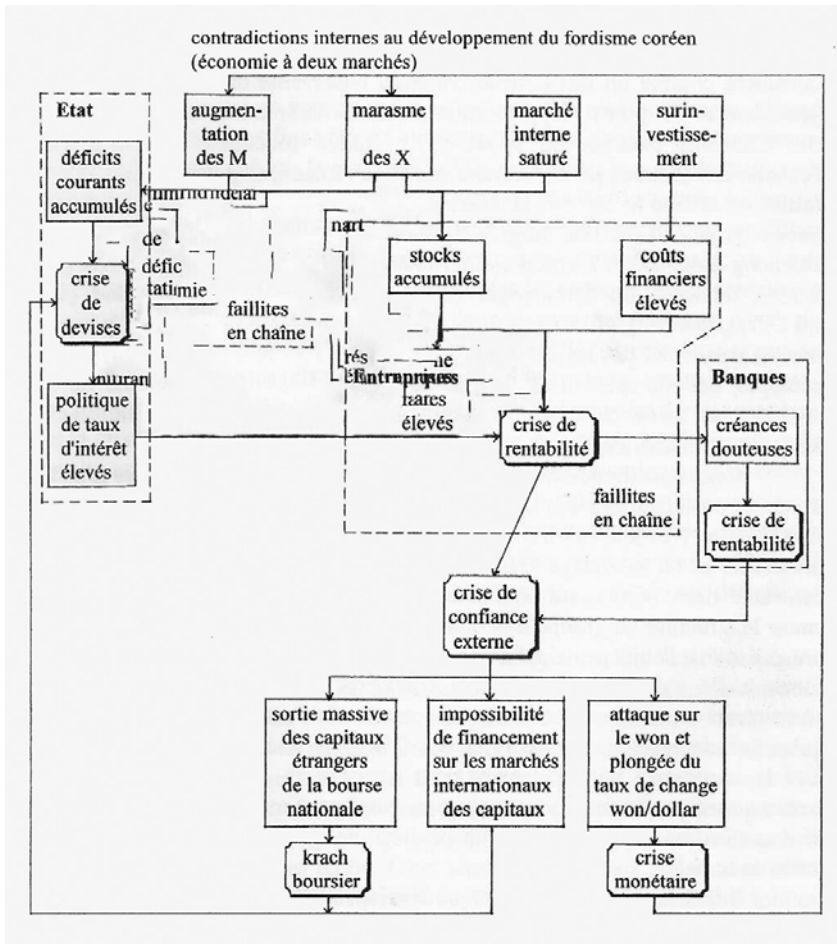 contradictions internes au développement du fordisme coréen
(économie à deux marchés)
Etat
augmen-
tation
des M
marasme
des X
marché
interne
saturé
surin-
vestisse-
ment
déficits
courants
accumulés
nart
de
défic
crise
de
devises
stocks
accumulés
coûts
financiers
élevés
faillites
en chaîne
rés
élevés
Banques
politique
de taux
d'intérêt
élevés
crise de
rentabilité
créances
douteuses
faillites
en chaîne
crise de
rentabilité
crise de
confiance
externe
sortie massive
des capitaux
étrangers
de la bourse
nationale
impossibilité
de financement
sur les marchés
internationaux
des capitaux
attaque sur
le won et
plongée du
taux de change
won/dollar
krach
boursier
crise
monétaire